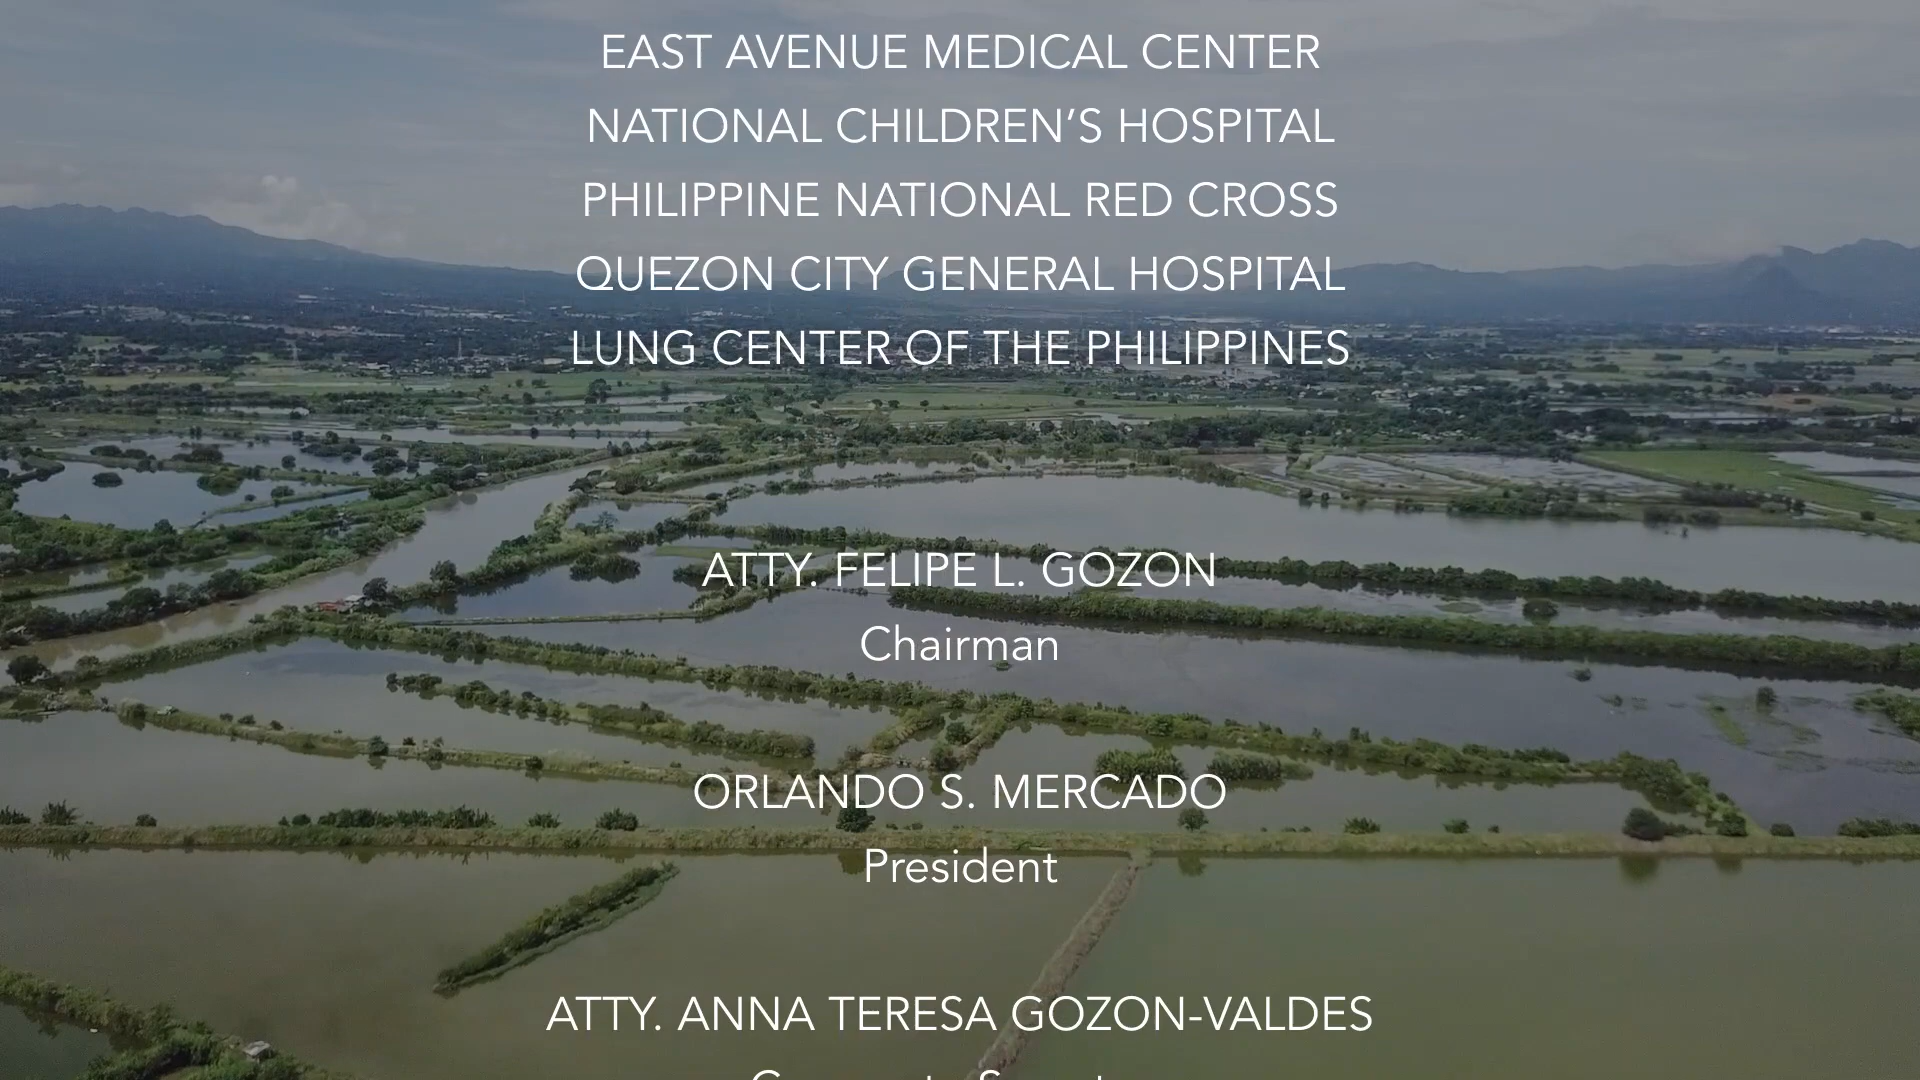 EAST AVENUE MEDICAL CENTER
NATIONAL CHILDREN’S HOSPITAL
PHILIPPINE NATIONAL RED CROSS
QUEZON CITY GENERAL HOSPITAL
LUNG CENTER OF THE PHILIPPINES
ATTY. FELIPE L. GOZON
Chairman
ORLANDO S. MERCADO
President
ATTY. ANNA TERESA GOZON-VALDES